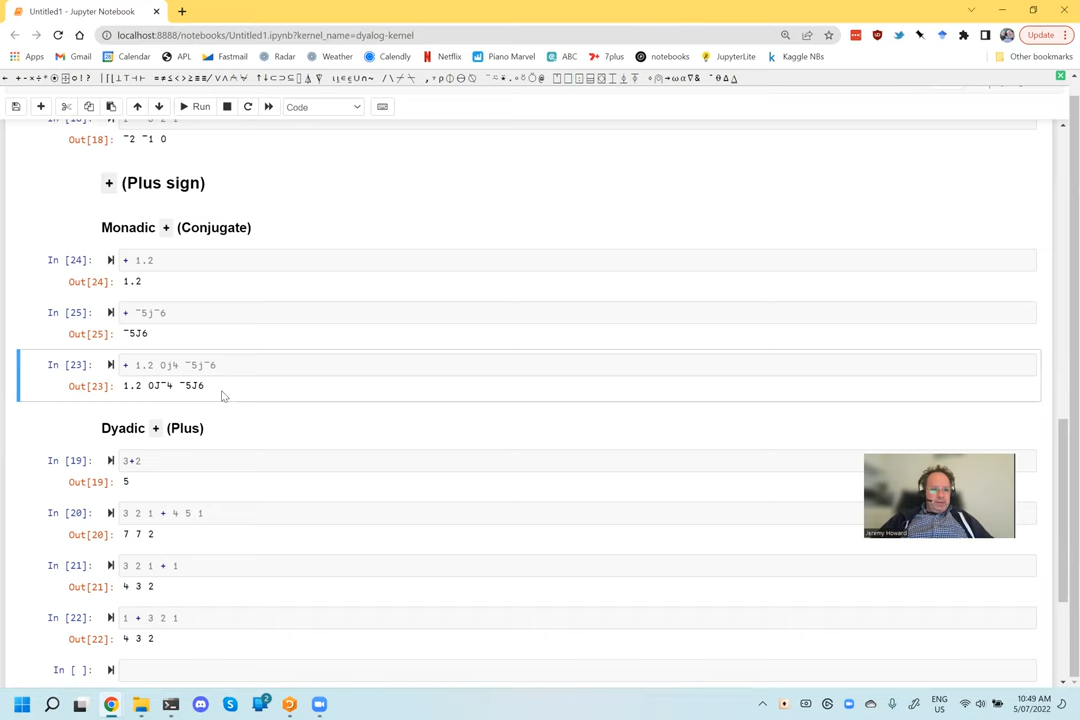 Untitled1 - Jupyter Notebook
localhost:8888/notebooks/Untitled1.ipynb?kernel_name=dyalog-kernel
Update
Apps Gmail Calendar APL Fastmail Radar Weather Calendly Netflix Piano Marvel ABC 7plus notebooks JupyterLite Kaggle NBs Other bookmarks
Run Code
Out[18]: ¯2 ¯1 0
+ (Plus sign)
Monadic + (Conjugate)
In [24]: + 1.2
Out[24]: 1.2
In [25]: + ¯5j¯6
Out[25]: ¯5J6
In [23]: + 1.2 0j4 ¯5j¯6
Out[23]: 1.2 0J¯4 ¯5J6
Dyadic + (Plus)
In [19]: 3+2
Out[19]: 5
In [20]: 3 2 1 + 4 5 1
Out[20]: 7 7 2
In [21]: 3 2 1 + 1
Out[21]: 4 3 2
In [22]: 1 + 3 2 1
Out[22]: 4 3 2
In [ ]:
Jeremy Howard
2
ENG
US
10:49 AM
5/07/2022